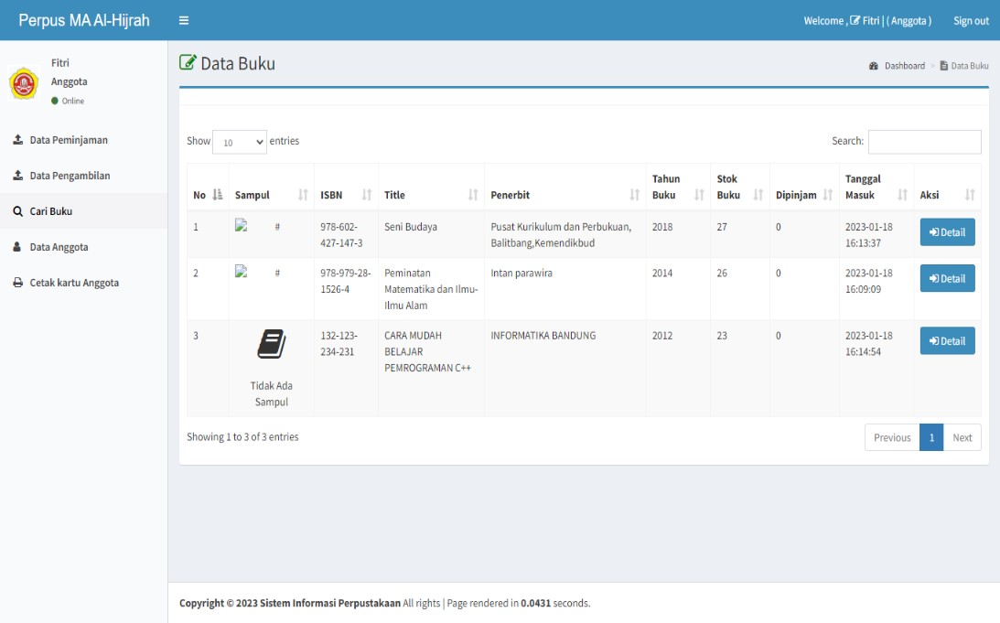 Perpus MA Al-Hijrah
Welcome , Fitri | ( Anggota )
Sign out
Fitri
Anggota
Online
Data Peminjaman
Data Pengambilan
Cari Buku
Data Anggota
Cetak kartu Anggota
Data Buku
Dashboard > Data Buku
Show 10 entries
Search:
No Sampul ISBN Title Penerbit Tahun Buku Stok Buku Dipinjam Tanggal Masuk Aksi
1 # 978-602- Seni Budaya Pusat Kurikulum dan Perbukuan, 2018 27 0 2023-01-18 Detail
427-147-3 Balitbang,Kemendikbud 16:13:37
2 # 978-979-28- Peminatan Intan parawira 2014 26 0 2023-01-18 Detail
1526-4 Matematika dan Ilmu- 16:09:09
Ilmu Alam
3 132-123- CARA MUDAH INFORMATIKA BANDUNG 2012 23 0 2023-01-18 Detail
234-231 BELAJAR 16:14:54
PEMROGRAMAN C++
Tidak Ada
Sampul
Showing 1 to 3 of 3 entries
Previous 1 Next
Copyright © 2023 Sistem Informasi Perpustakaan All rights | Page rendered in 0.0431 seconds.